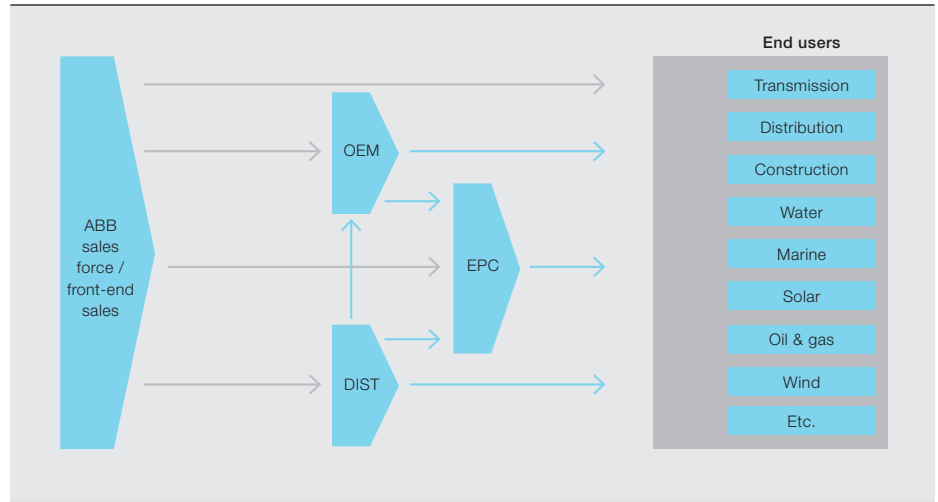 End users
Transmission
Distribution
Construction
Water
Marine
Solar
Oil & gas
Wind
Etc.
OEM
EPC
DIST
ABB
sales
force /
front-end
sales